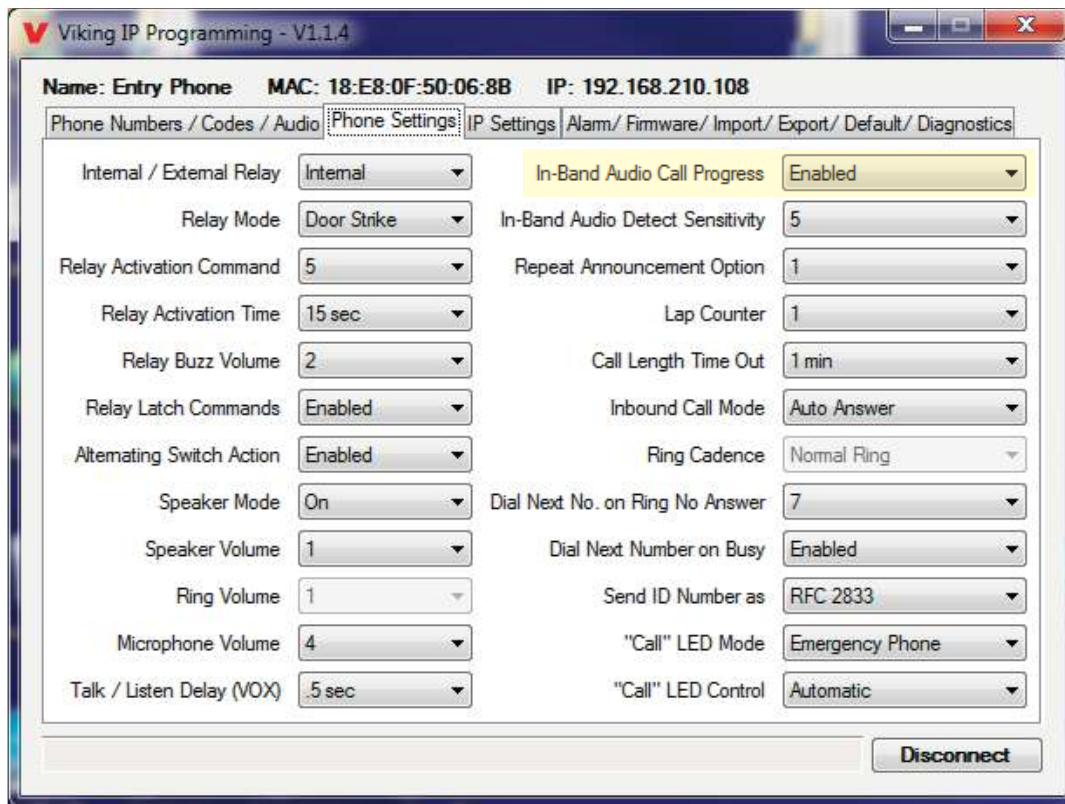 Viking IP Programming - V1.1.4
Name: Entry Phone MAC: 18:E8:0F:50:06:8B IP: 192.168.210.108
Phone Numbers / Codes / Audio Phone Settings IP Settings Alarm/ Firmware/ Import/ Export/ Default/ Diagnostics
Internal / External Relay Internal In-Band Audio Call Progress Enabled
Relay Mode Door Strike In-Band Audio Detect Sensitivity 5
Relay Activation Command 5 Repeat Announcement Option 1
Relay Activation Time 15 sec Lap Counter 1
Relay Buzz Volume 2 Call Length Time Out 1 min
Relay Latch Commands Enabled Inbound Call Mode Auto Answer
Alternating Switch Action Enabled Ring Cadence Normal Ring
Speaker Mode On Dial Next No. on Ring No Answer 7
Speaker Volume 1 Dial Next Number on Busy Enabled
Ring Volume 1 Send ID Number as RFC 2833
Microphone Volume 4 "Call" LED Mode Emergency Phone
Talk / Listen Delay (VOX) .5 sec "Call" LED Control Automatic
Disconnect